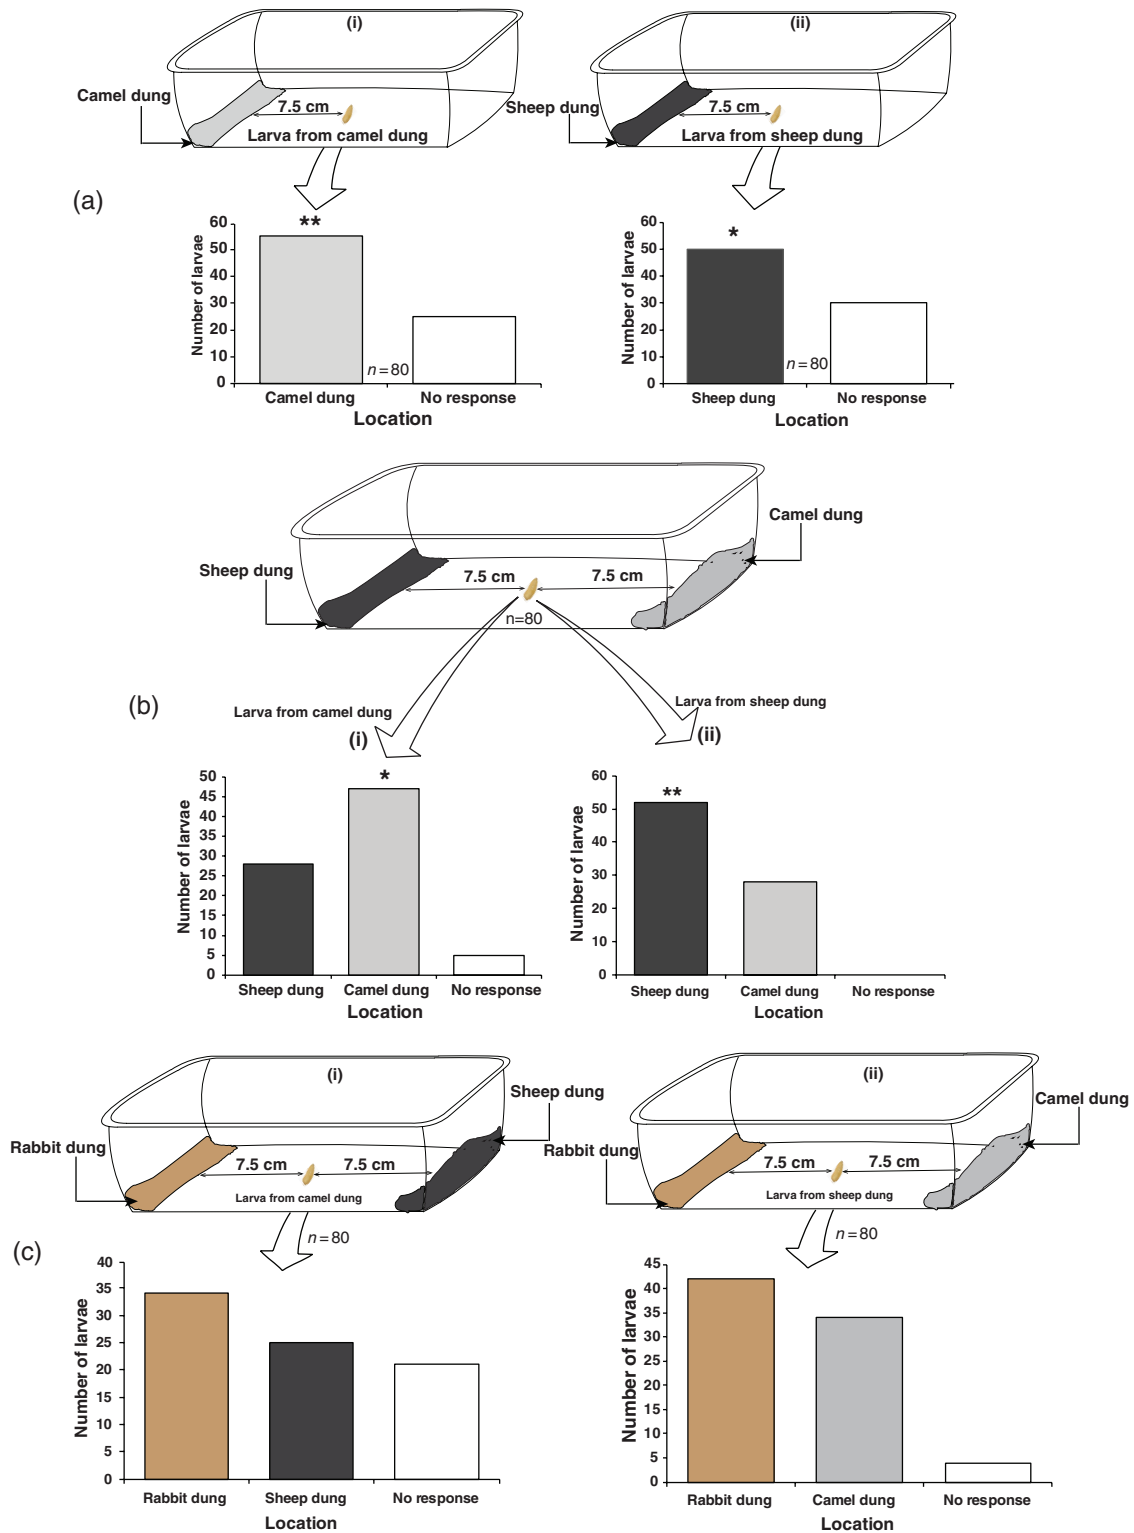 (i)
(ii)
Camel dung
7.5 cm
Larva from camel dung
Sheep dung
7.5 cm
Larva from sheep dung
(a)
Number of larvae
60
50
40
30
20
10
0
**
n=80
Camel dung
No response
Location
Number of larvae
60
50
40
30
20
10
0
*
n=80
Sheep dung
No response
Location
Camel dung
Sheep dung
7.5 cm
7.5 cm
n=80
(b)
Larva from camel dung
(i)
Larva from sheep dung
(ii)
Number of larvae
50
45
40
35
30
25
20
15
10
5
0
*
Sheep dung
Camel dung
No response
Location
Number of larvae
60
50
40
30
20
10
0
**
Sheep dung
Camel dung
No response
Location
(i)
Sheep dung
Rabbit dung
7.5 cm
7.5 cm
Larva from camel dung
n=80
(ii)
Camel dung
Rabbit dung
7.5 cm
7.5 cm
Larva from sheep dung
n=80
(c)
Number of larvae
40
35
30
25
20
15
10
5
0
Rabbit dung
Sheep dung
No response
Location
Number of larvae
45
40
35
30
25
20
15
10
5
0
Rabbit dung
Camel dung
No response
Location